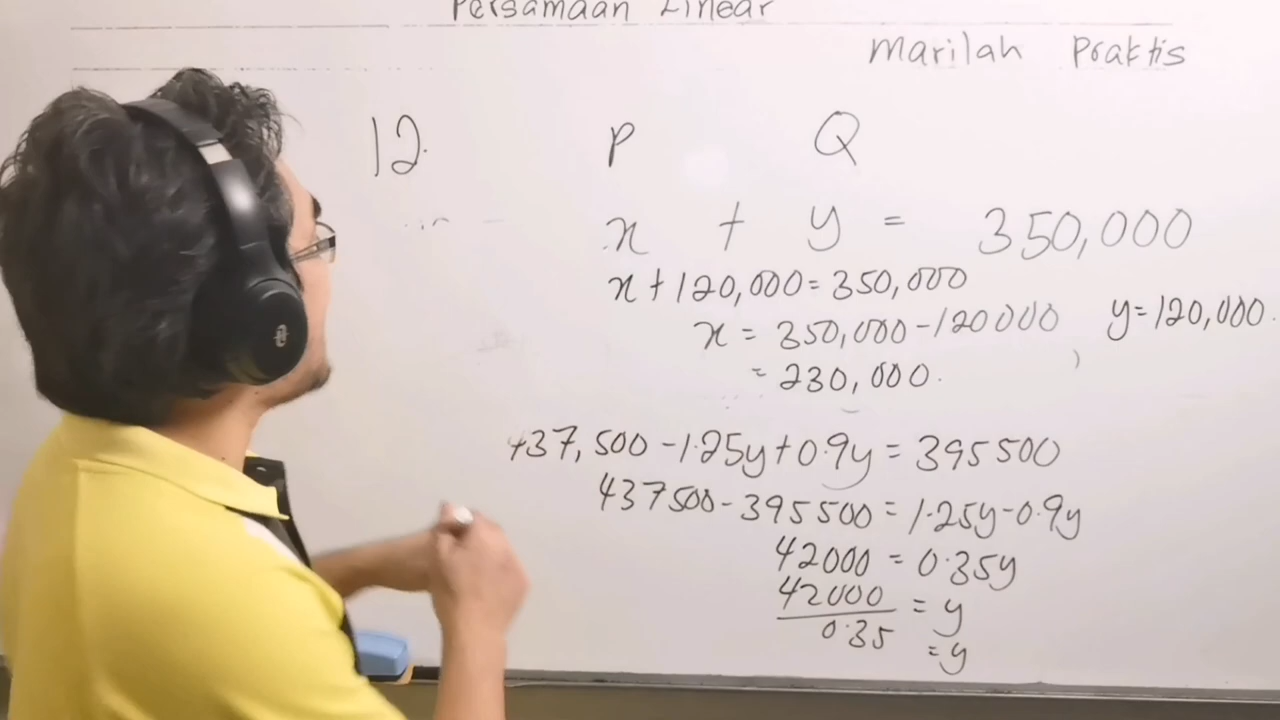 Persamaan Linear
Marilah Praktis
12. P Q
x + y = 350,000
x + 120,000 = 350,000
x = 350,000 - 120000 y = 120,000.
= 230,000.
437,500 - 1.25y + 0.9y = 395500
437500 - 395500 = 1.25y - 0.9y
42000 = 0.35y
42000/0.35 = y
= y